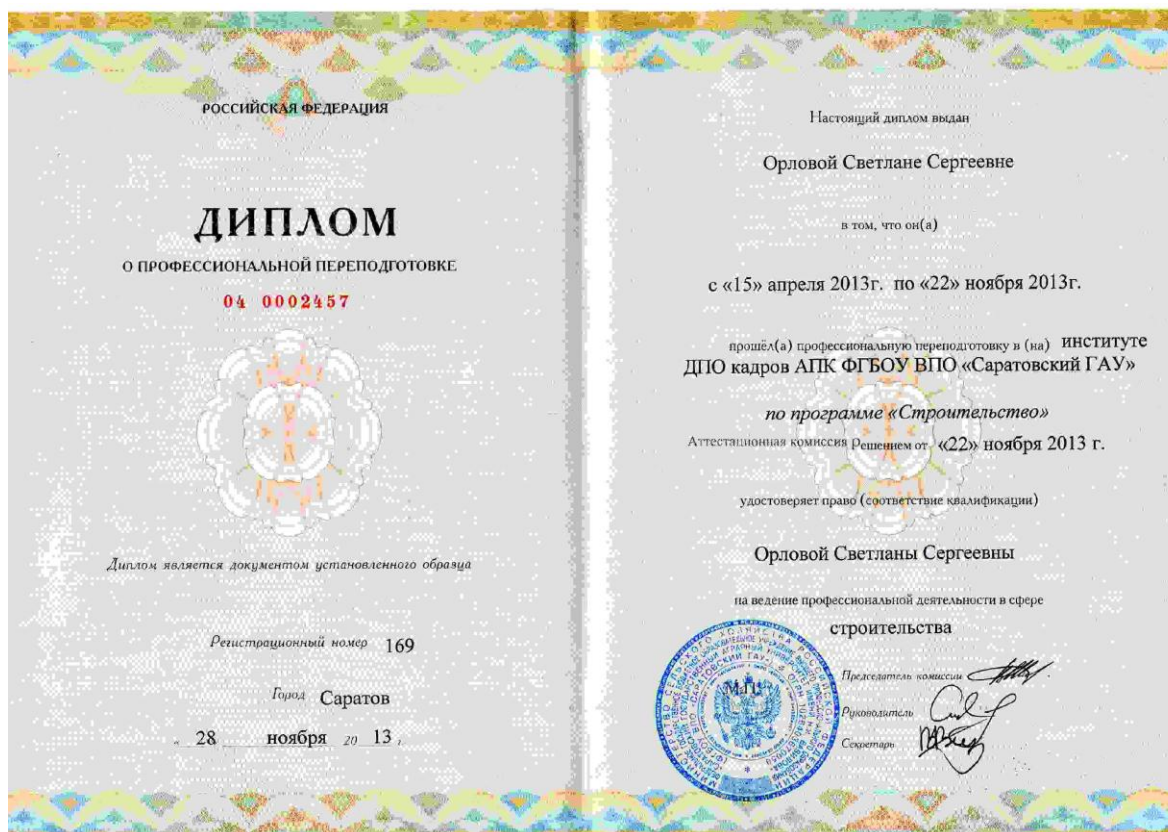 РОССИЙСКАЯ ФЕДЕРАЦИЯ
ДИПЛОМ
О ПРОФЕССИОНАЛЬНОЙ ПЕРЕПОДГОТОВКЕ
04 0002457
Диплом является документом установленного образца
Регистрационный номер 169
Город Саратов
« 28 ноября 20 13 г.
Настоящий диплом выдан
Орловой Светлане Сергеевне
в том, что он(а)
с «15» апреля 2013г. по «22» ноября 2013г.
прошёл(а) профессиональную переподготовку в (на) институте
ДПО кадров АПК ФГБОУ ВПО «Саратовский ГАУ»
по программе «Строительство»
Аттестационная комиссия Решением от «22» ноября 2013 г.
удостоверяет право (соответствие квалификации)
Орловой Светланы Сергеевны
на ведение профессиональной деятельности в сфере
строительства
М.П.
Председатель комиссии
Руководитель
Секретарь